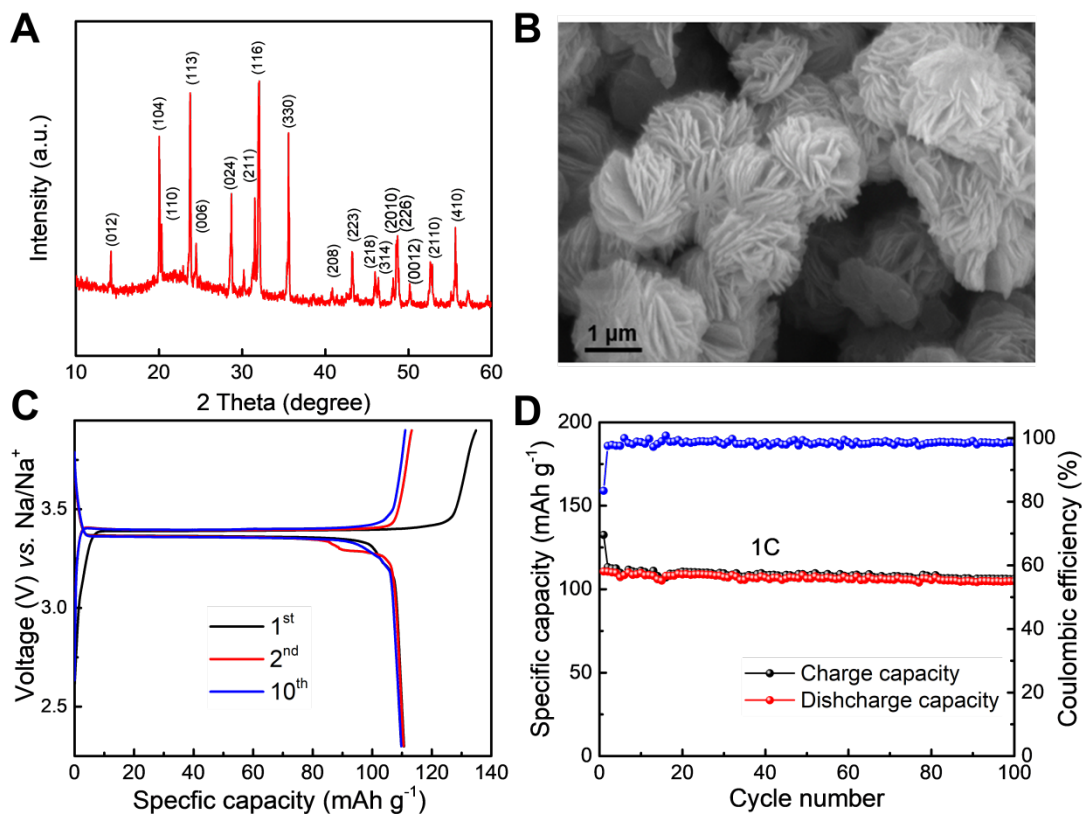 A
Intensity (a.u.)
(012)
(104)
(110)
(113)
(006)
(024)
(211)
(116)
(330)
(208)
(223)
(218)
(314)
(2010)
(226)
(0012)
(2110)
(410)
10 20 30 40 50 60
2 Theta (degree)
B
1 µm
C
Voltage (V) vs. Na/Na⁺
3.5
3.0
2.5
1ˢᵗ
2ⁿᵈ
10ᵗʰ
0 20 40 60 80 100 120 140
Specfic capacity (mAh g⁻¹)
D
Specific capacity (mAh g⁻¹)
200
150
100
50
0
1C
Charge capacity
Dishcharge capacity
0 20 40 60 80 100
Cycle number
100
80
60
40
20
0
Coulombic efficiency (%)